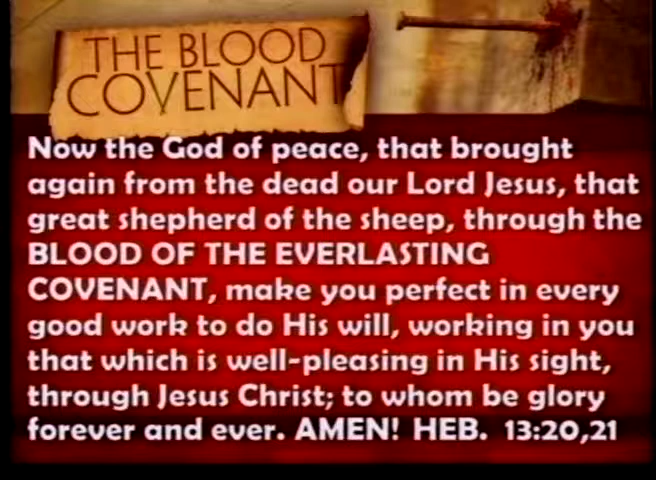 THE BLOOD
COVENANT
Now the God of peace, that brought
again from the dead our Lord Jesus, that
great shepherd of the sheep, through the
BLOOD OF THE EVERLASTING
COVENANT, make you perfect in every
good work to do His will, working in you
that which is well-pleasing in His sight,
through Jesus Christ; to whom be glory
forever and ever. AMEN! HEB. 13:20,21